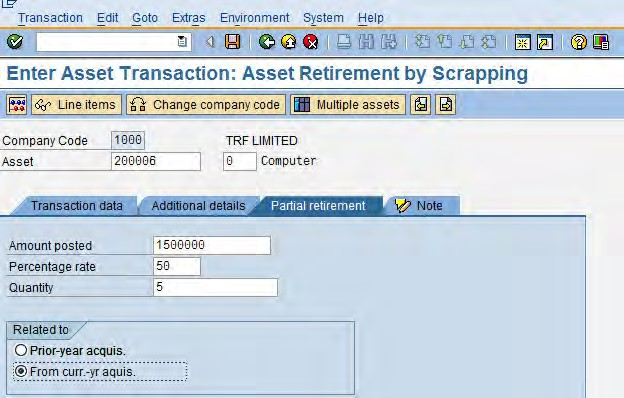 Transaction Edit Goto Extras Environment System Help
Enter Asset Transaction: Asset Retirement by Scrapping
Line items Change company code Multiple assets
Company Code 1000 TRF LIMITED
Asset 200006 0 Computer
Transaction data Additional details Partial retirement Note
Amount posted 1500000
Percentage rate 50
Quantity 5
Related to
Prior-year acquis.
From curr.-yr aquis.